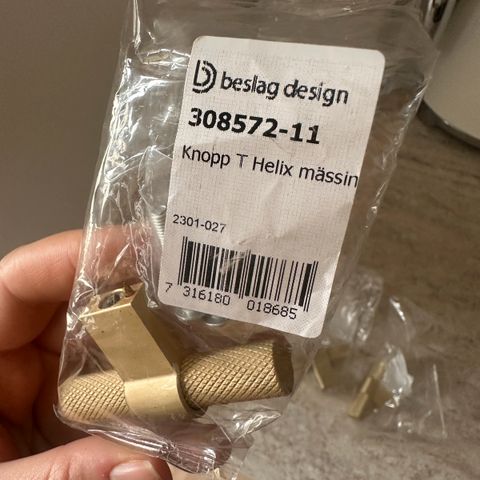 beslag design
308572-11
Knopp T Helix mässin
2301-027
7 316180 018685